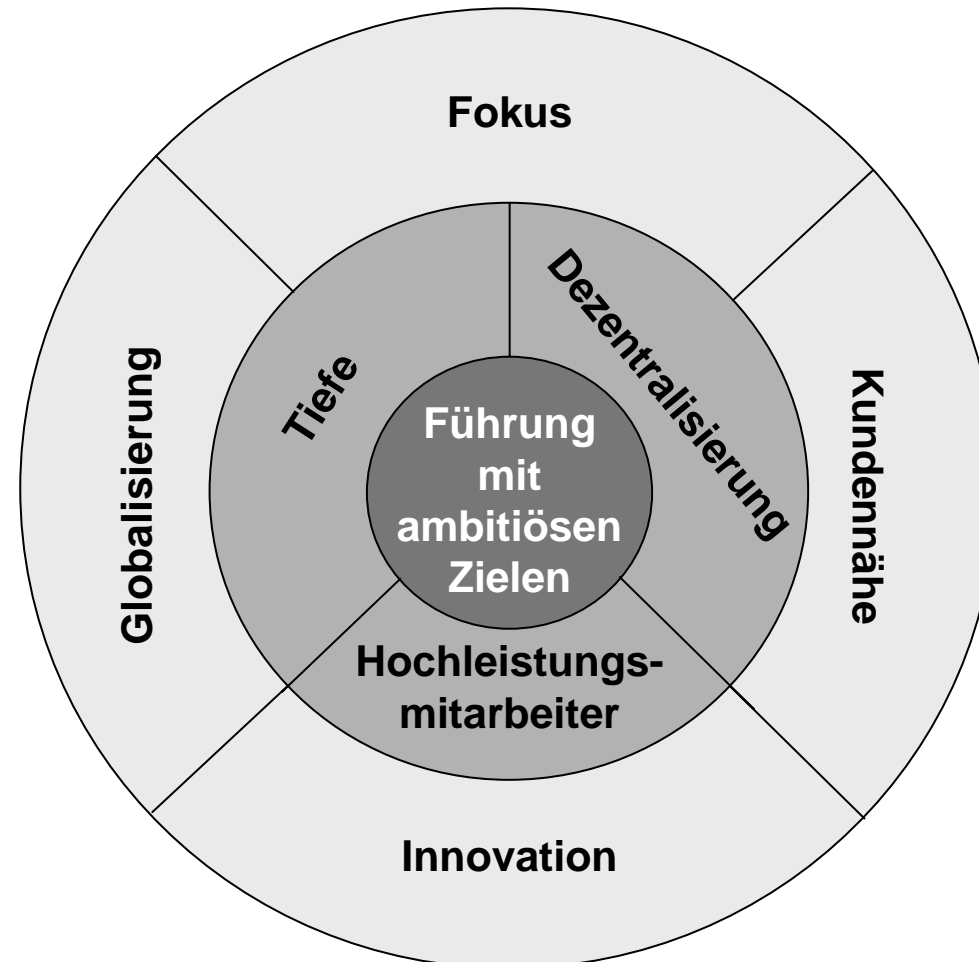 Fokus
Dezentralisierung
Tiefe
Globalisierung
Kundennähe
Führung
mit
ambitiösen
Zielen
Hochleistungs-
mitarbeiter
Innovation